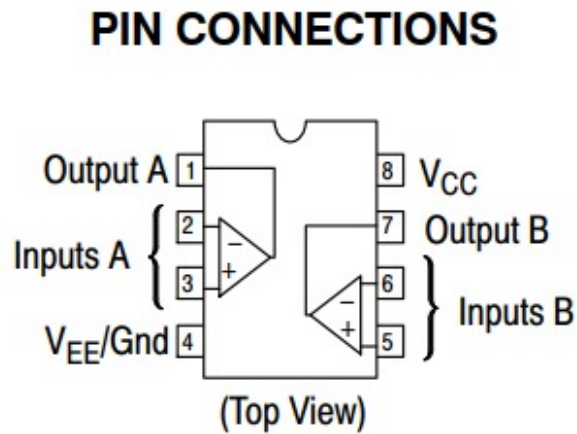 PIN CONNECTIONS
Output A 1
8 VCC
2 −
7 Output B
Inputs A
3 +
− 6
Inputs B
VEE/Gnd 4
+ 5
(Top View)